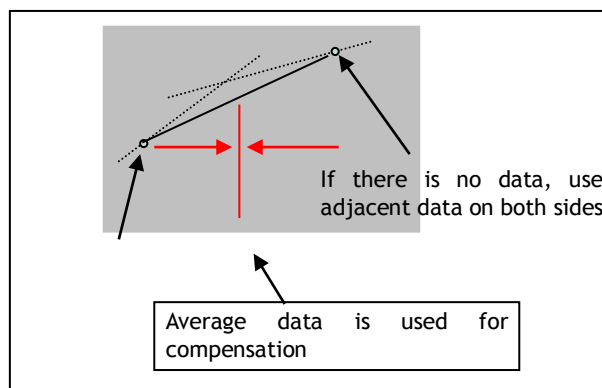 If there is no data, use
adjacent data on both sides
Average data is used for
compensation